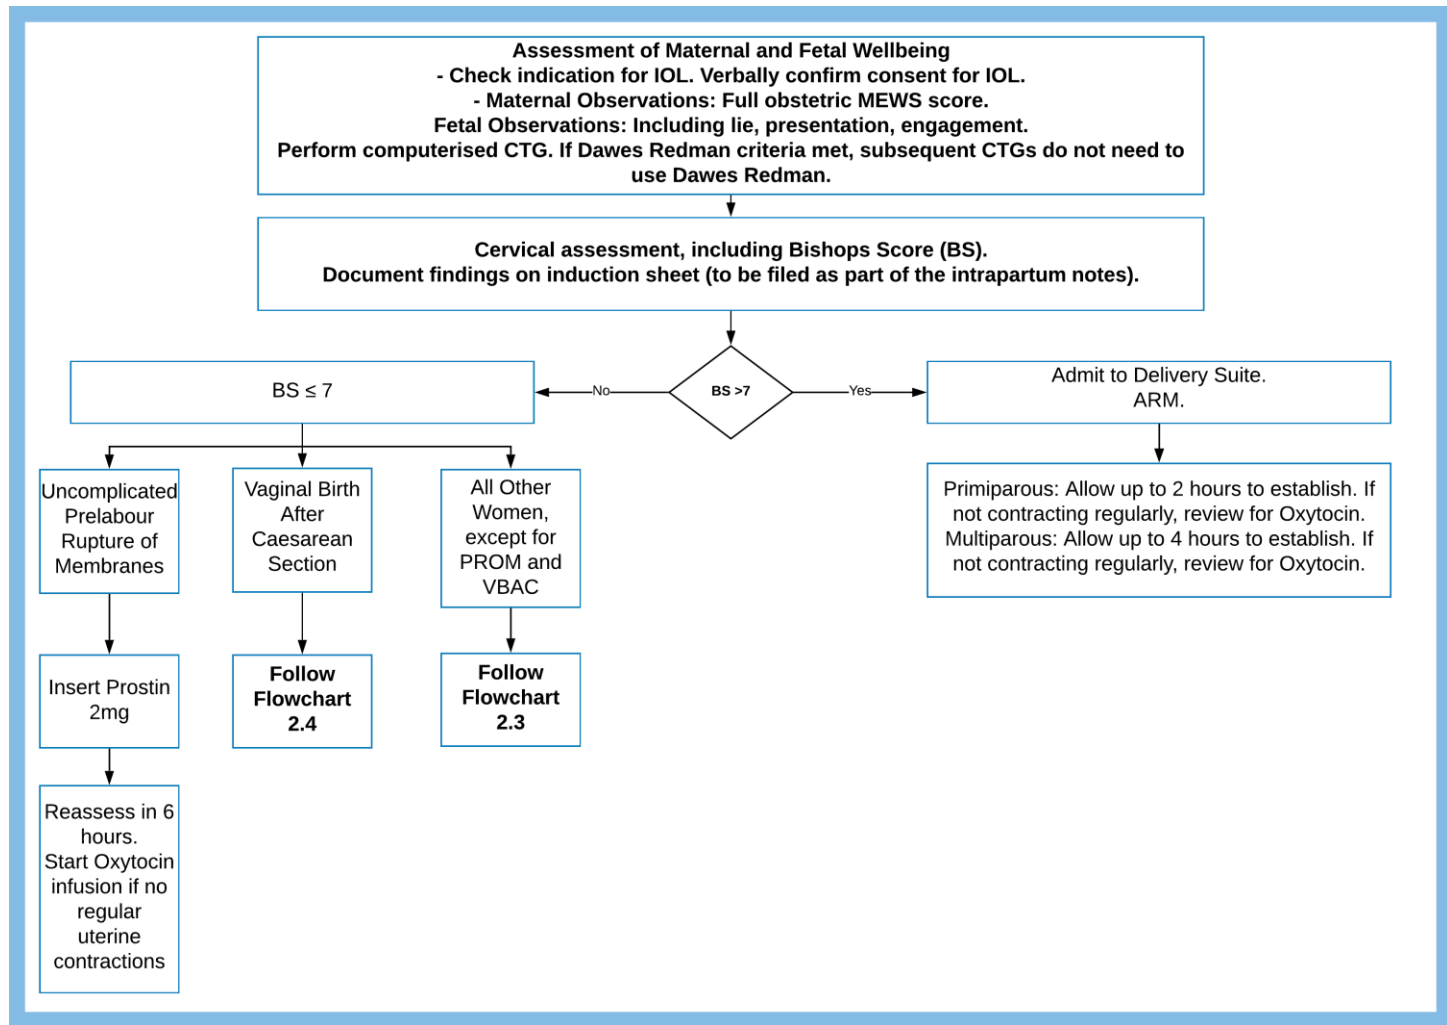 Assessment of Maternal and Fetal Wellbeing
- Check indication for IOL. Verbally confirm consent for IOL.
- Maternal Observations: Full obstetric MEWS score.
Fetal Observations: Including lie, presentation, engagement.
Perform computerised CTG. If Dawes Redman criteria met, subsequent CTGs do not need to
use Dawes Redman.
Cervical assessment, including Bishops Score (BS).
Document findings on induction sheet (to be filed as part of the intrapartum notes).
BS ≤ 7
No
BS >7
Yes
Admit to Delivery Suite.
ARM.
Primiparous: Allow up to 2 hours to establish. If
not contracting regularly, review for Oxytocin.
Multiparous: Allow up to 4 hours to establish. If
not contracting regularly, review for Oxytocin.
Uncomplicated
Prelabour
Rupture of
Membranes
Vaginal Birth
After
Caesarean
Section
All Other
Women,
except for
PROM and
VBAC
Insert Prostin
2mg
Follow
Flowchart
2.4
Follow
Flowchart
2.3
Reassess in 6
hours.
Start Oxytocin
infusion if no
regular
uterine
contractions